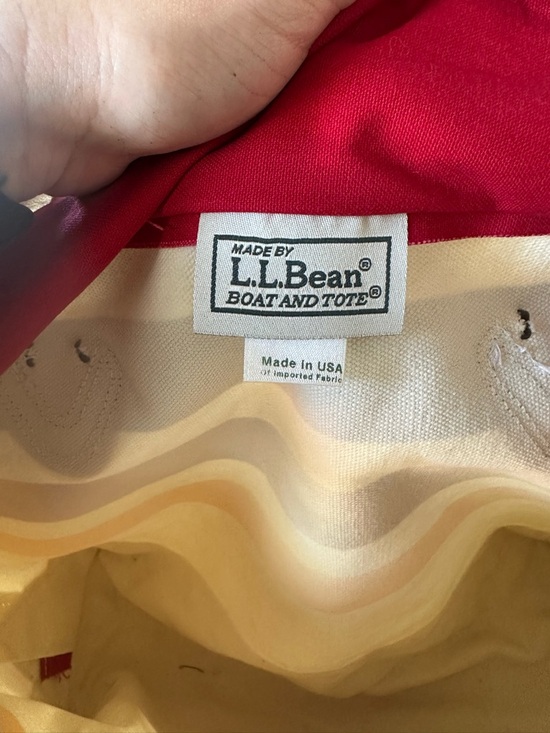 MADE BY
L.L.Bean®
BOAT AND TOTE®
Made in USA
of Imported Fabric